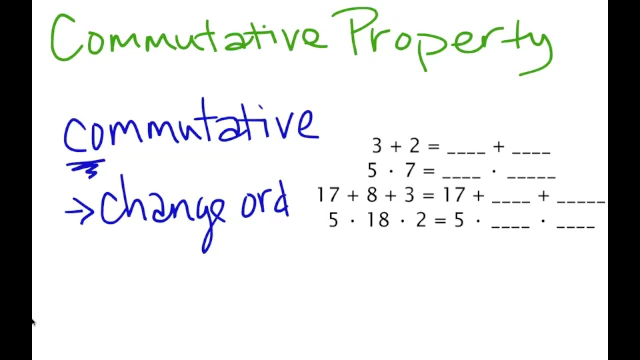 Commutative Property
commutative
→ change ord
3 + 2 = ____ + ____
5 · 7 = ____ · _____
17 + 8 + 3 = 17 + ____ + _____
5 · 18 · 2 = 5 · ____ · ____